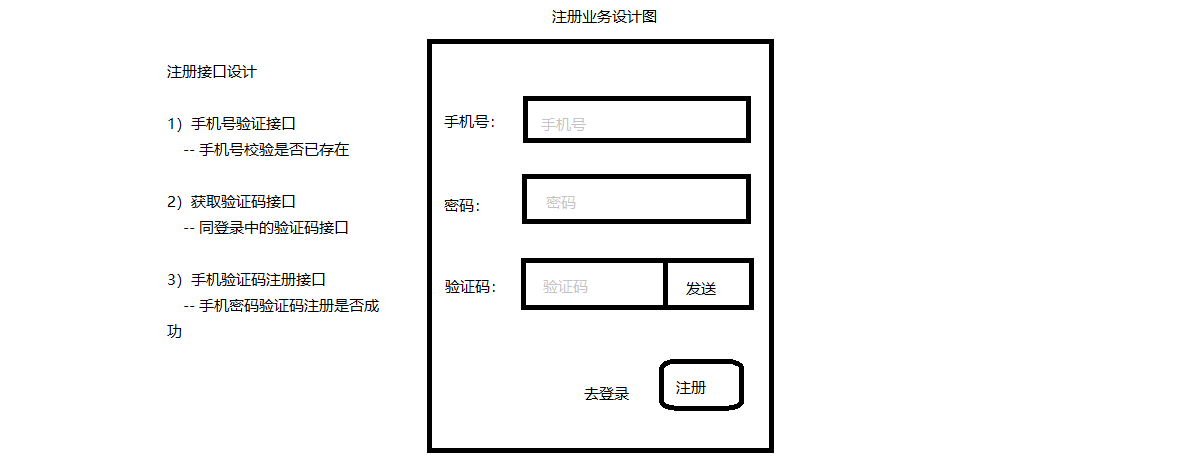 注册业务设计图
注册接口设计
1）手机号验证接口
-- 手机号校验是否已存在
2）获取验证码接口
-- 同登录中的验证码接口
3）手机验证码注册接口
-- 手机密码验证码注册是否成
功
手机号： 手机号
密码： 密码
验证码： 验证码 发送
去登录 注册